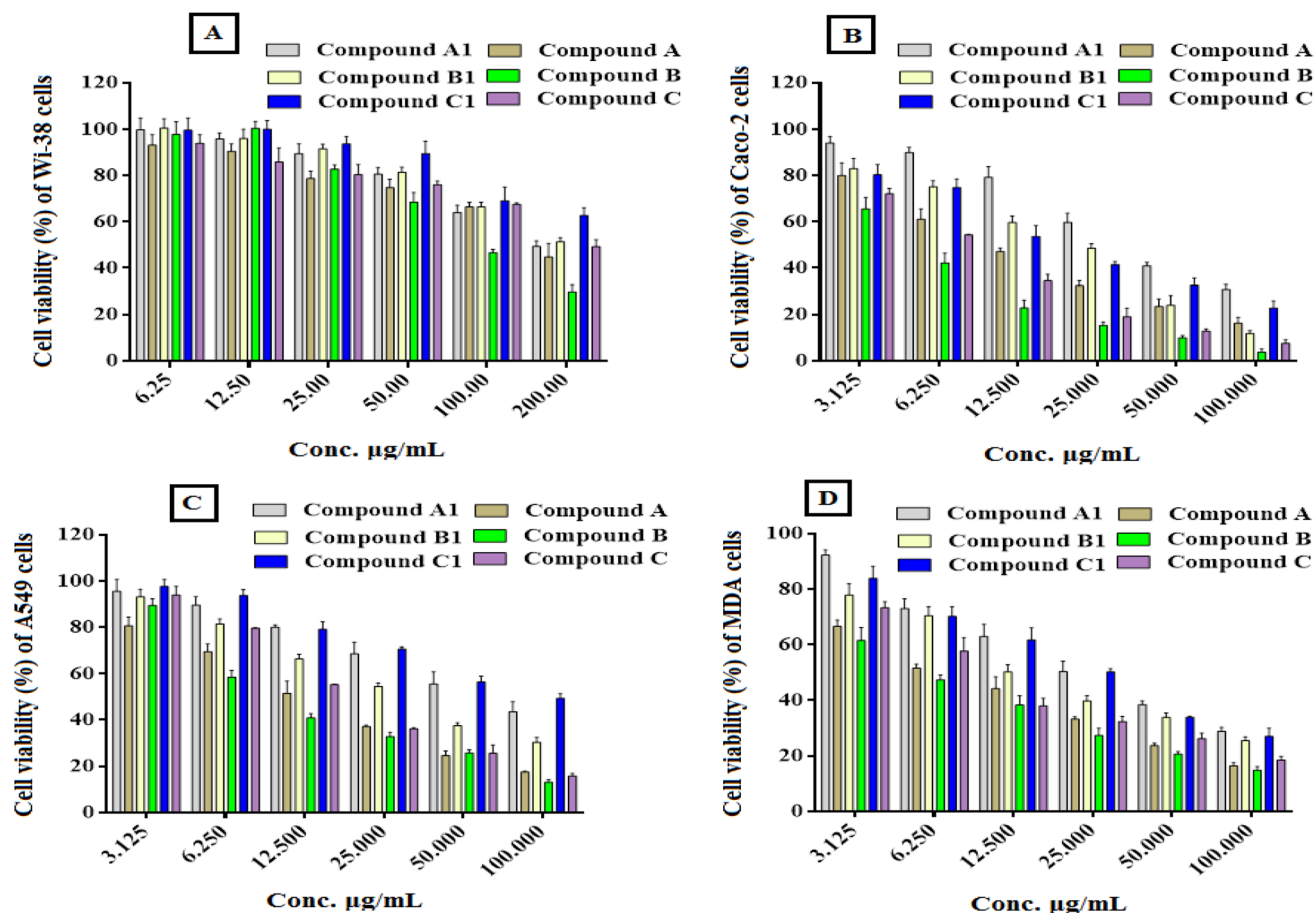 A
Compound A1
Compound A
Compound B1
Compound B
Compound C1
Compound C
Cell viability (%) of Wi-38 cells
120
100
80
60
40
20
0
6.25
12.50
25.00
50.00
100.00
200.00
Conc. μg/mL
B
Compound A1
Compound A
Compound B1
Compound B
Compound C1
Compound C
Cell viability (%) of Caco-2 cells
120
100
80
60
40
20
0
3.125
6.250
12.500
25.000
50.000
100.000
Conc. μg/mL
C
Compound A1
Compound A
Compound B1
Compound B
Compound C1
Compound C
Cell viability (%) of A549 cells
120
100
80
60
40
20
0
3.125
6.250
12.500
25.000
50.000
100.000
Conc. μg/mL
D
Compound A1
Compound A
Compound B1
Compound B
Compound C1
Compound C
Cell viability (%) of MDA cells
100
80
60
40
20
0
3.125
6.250
12.500
25.000
50.000
100.000
Conc. μg/mL